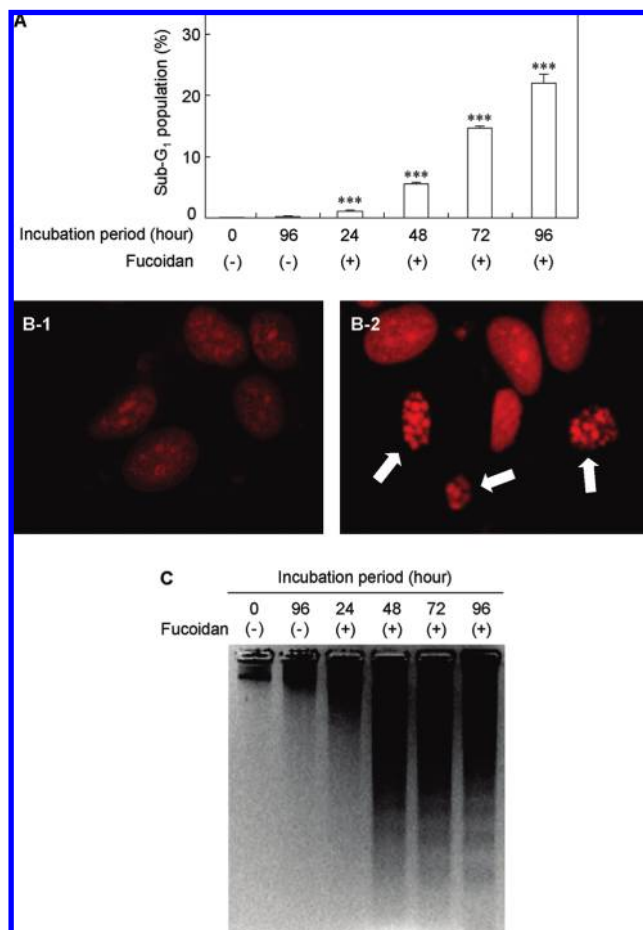 A
Sub-G₁ population (%)
30
20
10
0
*** *** *** ***
Incubation period (hour) 0 96 24 48 72 96
Fucoidan (-) (-) (+) (+) (+) (+)
B-1 B-2
C Incubation period (hour)
0 96 24 48 72 96
Fucoidan (-) (-) (+) (+) (+) (+)